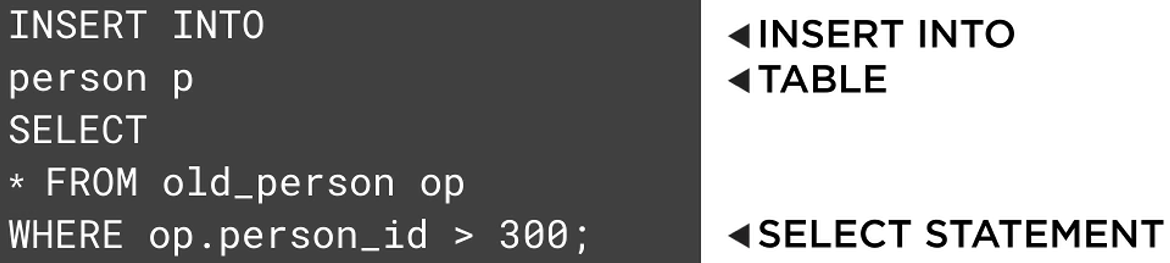 INSERT INTO
person p
SELECT
* FROM old_person op
WHERE op.person_id > 300;
◄INSERT INTO
◄TABLE
◄SELECT STATEMENT